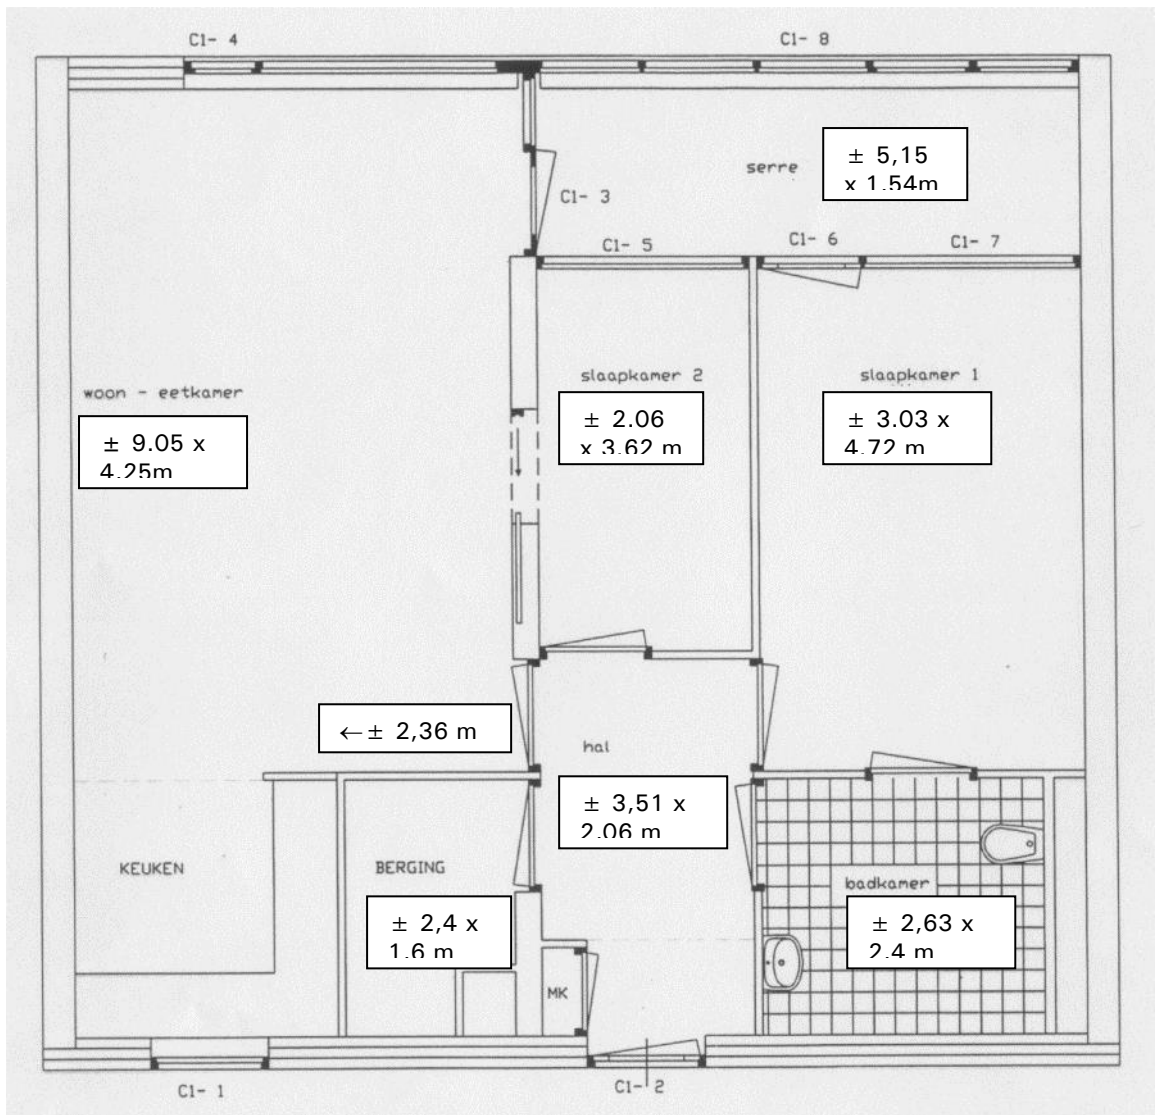 C1- 4
C1- 8
serre
± 5,15
x 1.54m
C1- 3
C1- 5
C1- 6
C1- 7
woon - eetkamer
± 9.05 x
4.25m
slaapkamer 2
± 2.06
x 3.62 m
slaapkamer 1
± 3.03 x
4.72 m
←± 2,36 m
hal
± 3,51 x
2.06 m
KEUKEN
BERGING
± 2,4 x
1.6 m
badkamer
± 2,63 x
2.4 m
MK
C1- 1
C1- 2